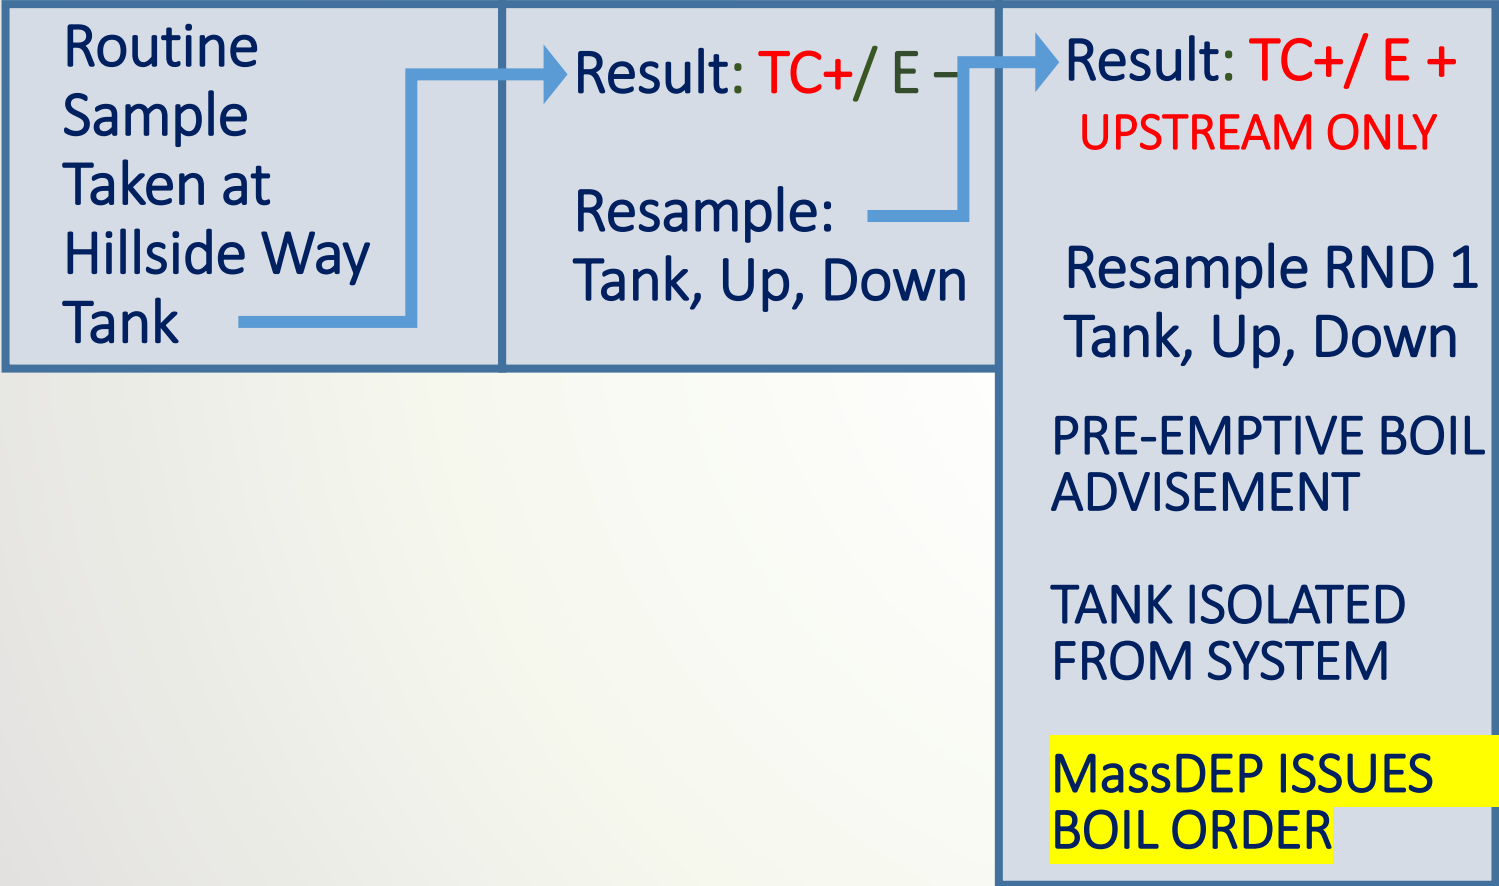 Routine
Sample
Taken at
Hillside Way
Tank
Result: TC+/ E –
Resample:
Tank, Up, Down
Result: TC+/ E +
UPSTREAM ONLY
Resample RND 1
Tank, Up, Down
PRE-EMPTIVE BOIL
ADVISEMENT
TANK ISOLATED
FROM SYSTEM
MassDEP ISSUES
BOIL ORDER